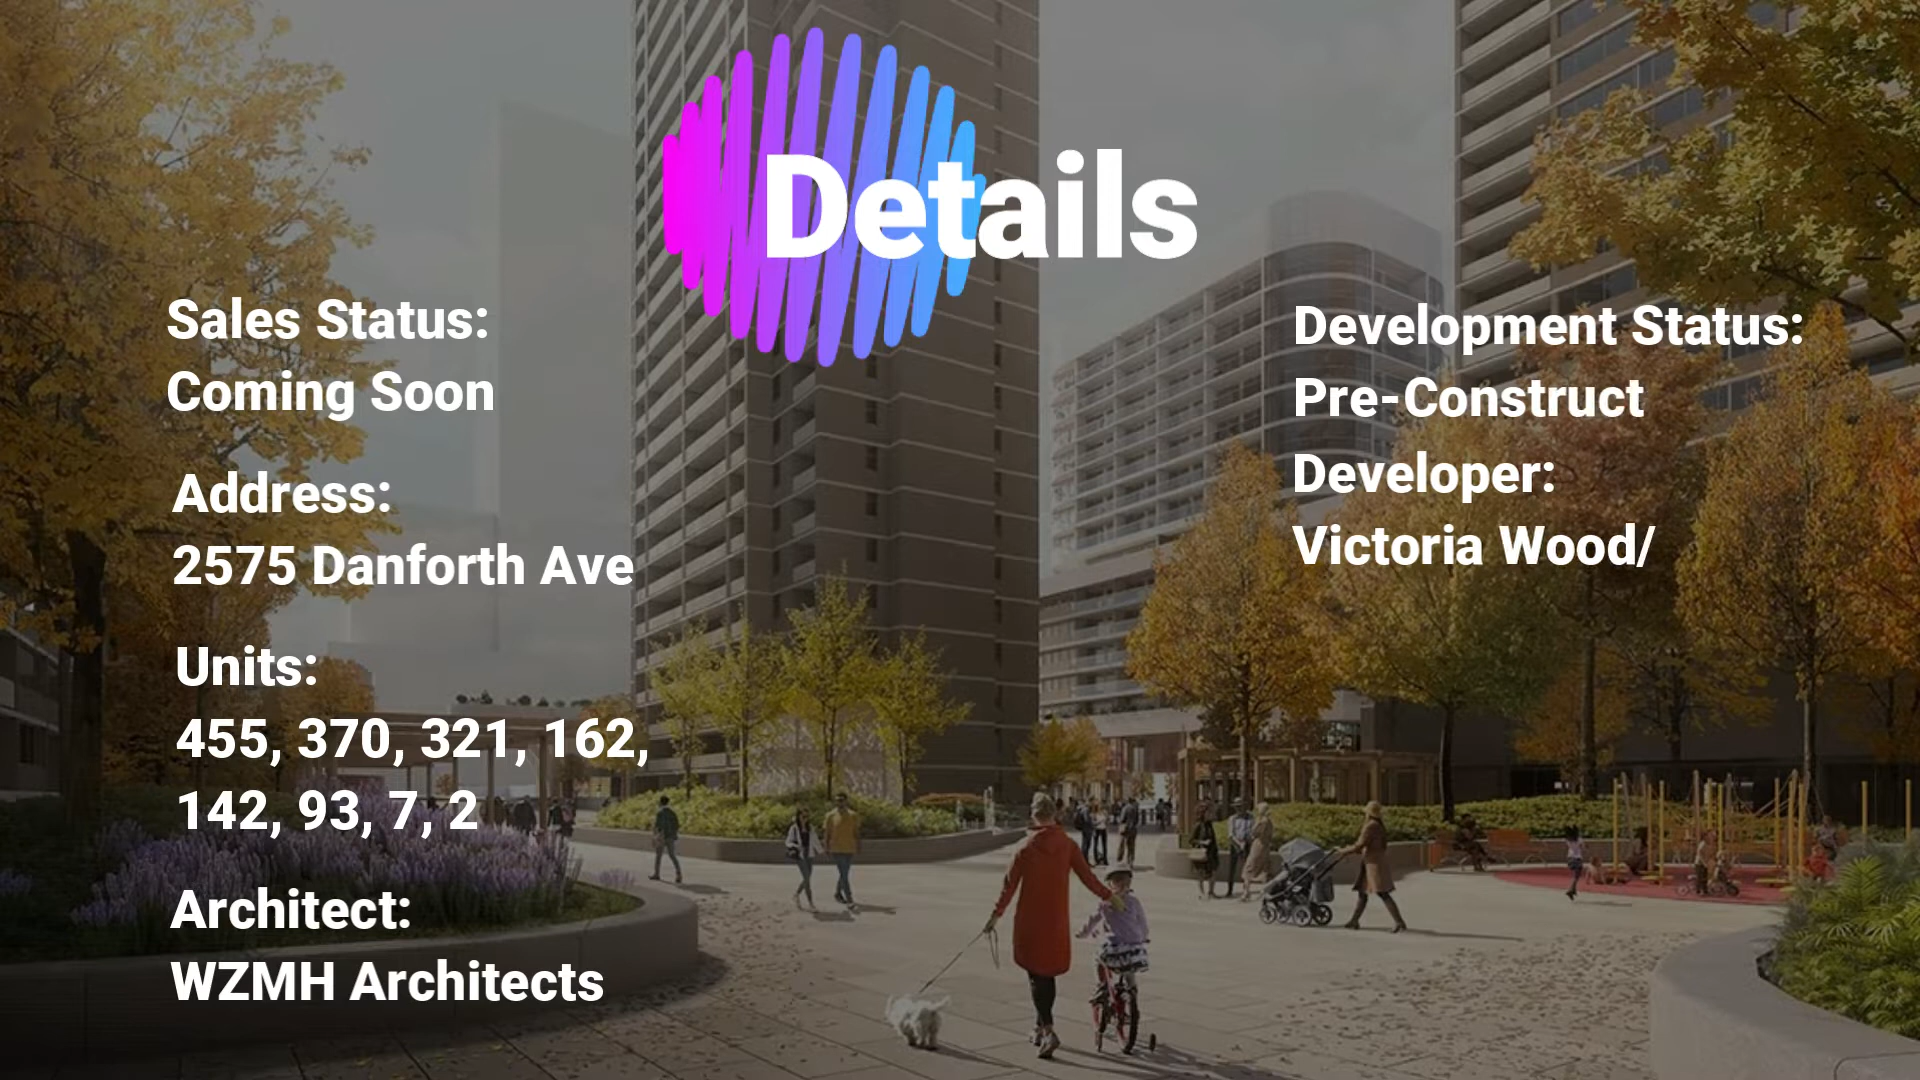 Details
Sales Status:
Coming Soon
Address:
2575 Danforth Ave
Units:
455, 370, 321, 162,
142, 93, 7, 2
Architect:
WZMH Architects
Development Status:
Pre-Construct
Developer:
Victoria Wood/